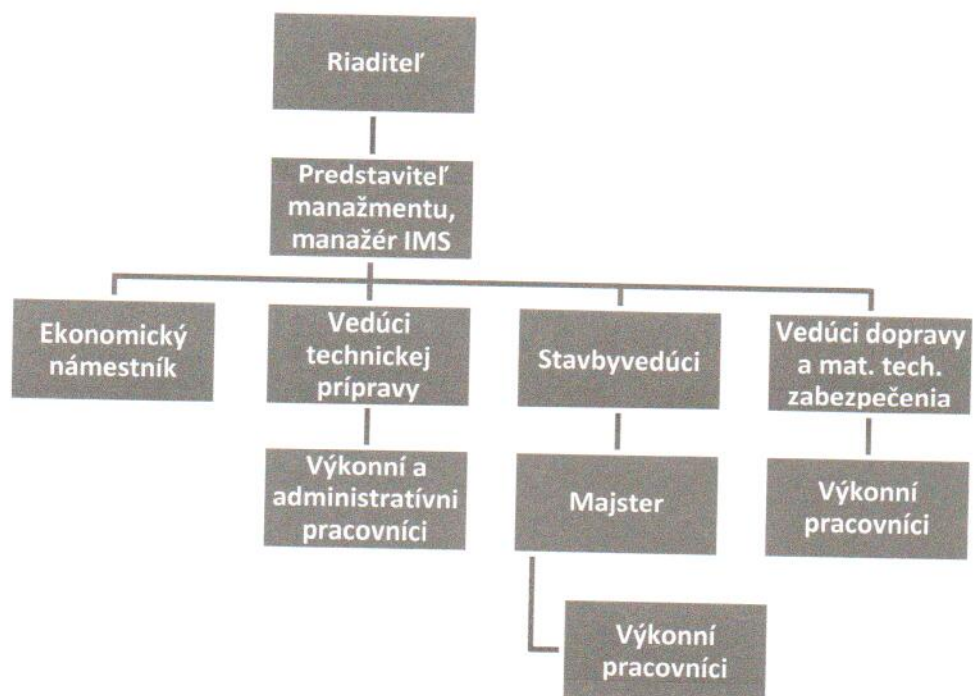 Riaditeľ
Predstaviteľ
manažmentu,
manažér IMS
Ekonomický
námestník
Vedúci
technickej
prípravy
Stavbyvedúci
Vedúci dopravy
a mat. tech.
zabezpečenia
Výkonní a
administratívni
pracovníci
Majster
Výkonní
pracovníci
Výkonní
pracovníci